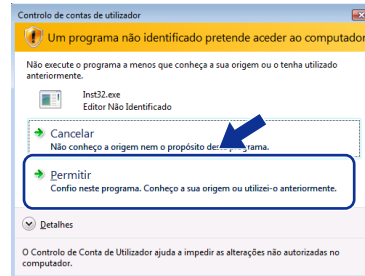 Controlo de contas de utilizador
Um programa não identificado pretende aceder ao computador
Não execute o programa a menos que conheça a sua origem ou o tenha utilizado
anteriormente.
Inst32.exe
Editor Não Identificado
Cancelar
Não conheço a origem nem o propósito programa.
Permitir
Confio neste programa. Conheço a sua origem ou utilizei-o anteriormente.
Detalhes
O Controlo de Conta de Utilizador ajuda a impedir as alterações não autorizadas no
computador.